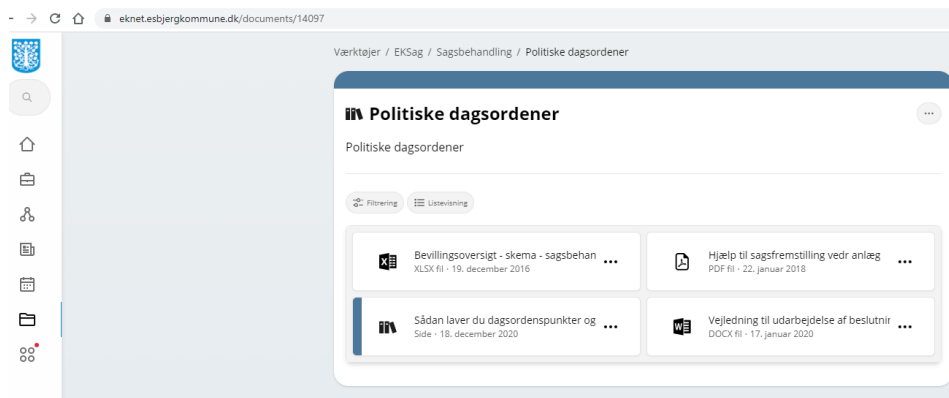 eknet.esbjergkommune.dk/documents/14097
Værktøjer / EKSag / Sagsbehandling / Politiske dagsordener
Politiske dagsordener
Politiske dagsordener
Filtrering Listevisning
Bevillingsoversigt - skema - sagsbehan
XLSX fil · 19. december 2016
Hjælp til sagsfremstilling vedr anlæg
PDF fil · 22. januar 2018
Sådan laver du dagsordenspunkter og
Side · 18. december 2020
Vejledning til udarbejdelse af beslutnir
DOCX fil · 17. januar 2020